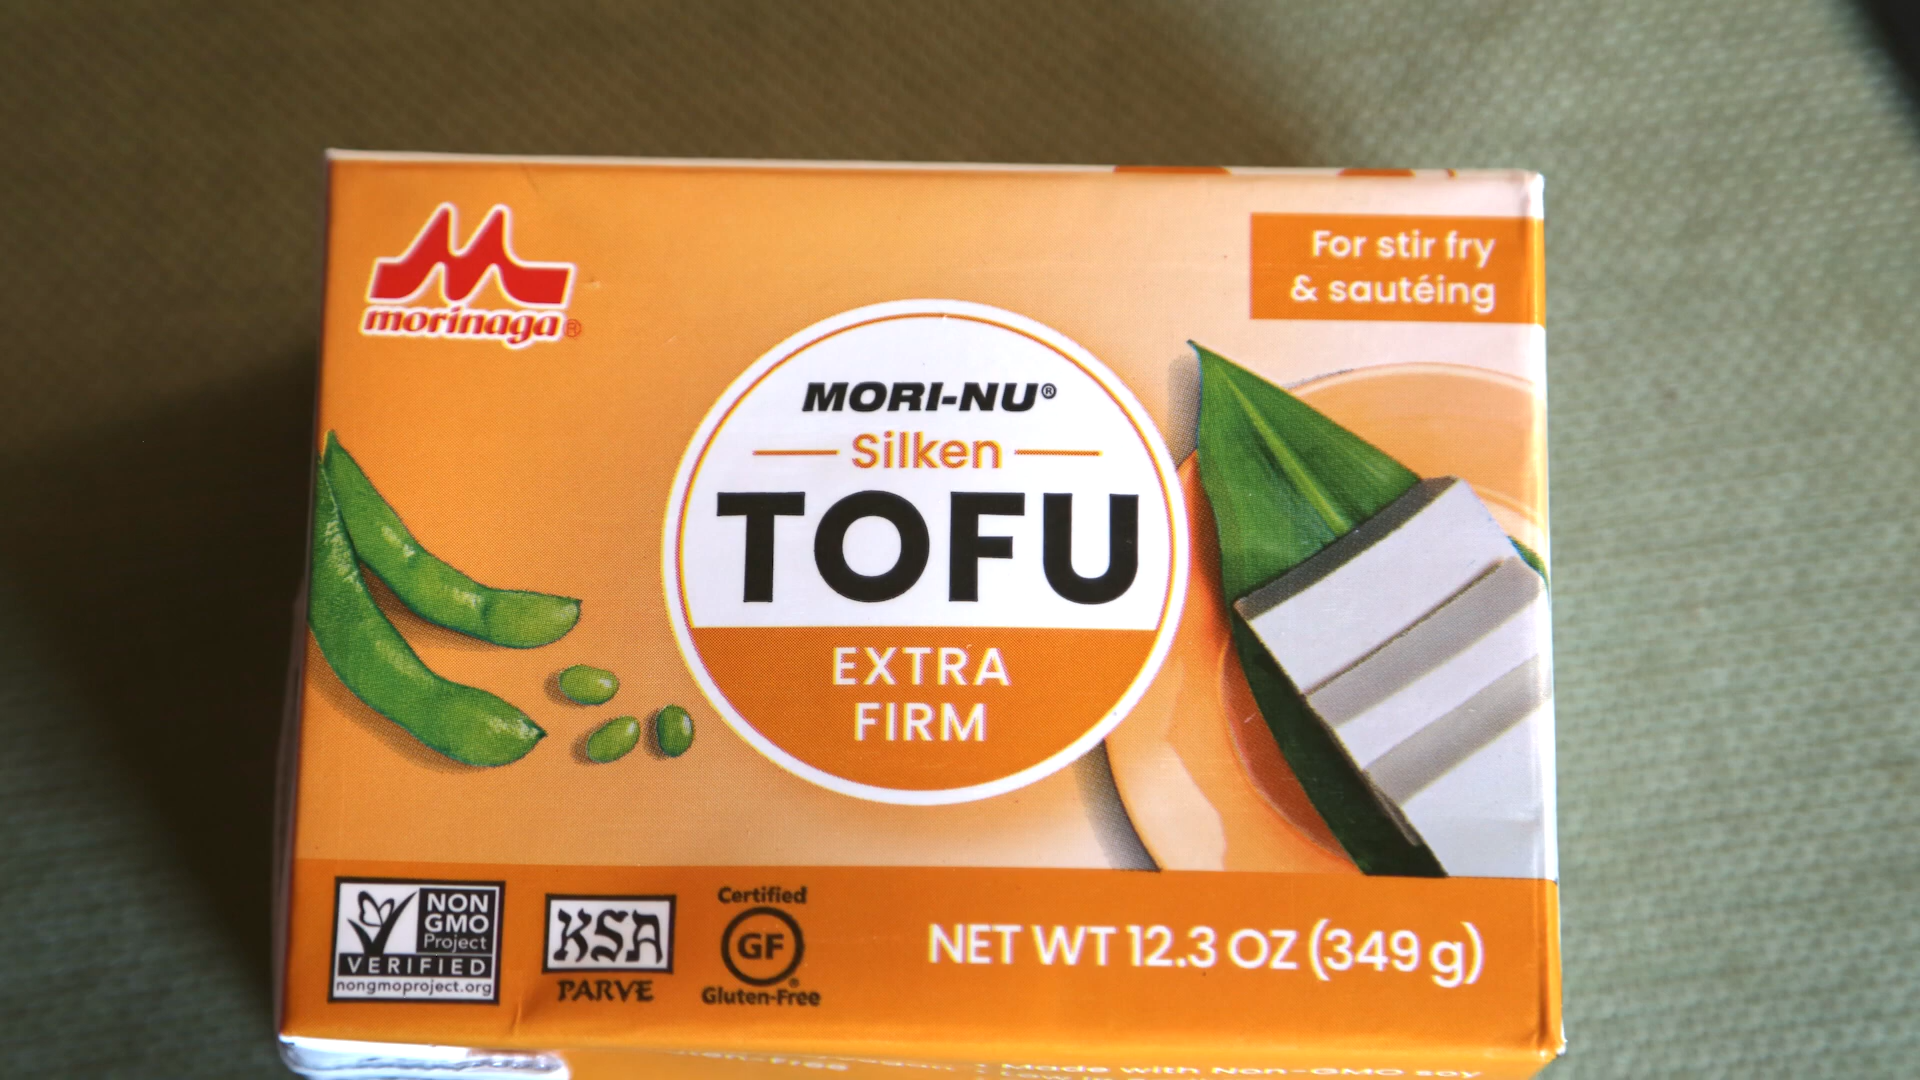 morinaga®
For stir fry
& sautéing
MORI-NU®
Silken
TOFU
EXTRA
FIRM
NON
GMO
Project
VERIFIED
nongmoproject.org
KSA
PARVE
Certified
GF
®
Gluten-Free
NET WT 12.3 OZ (349 g)
Free
Made with Non-GMO soy